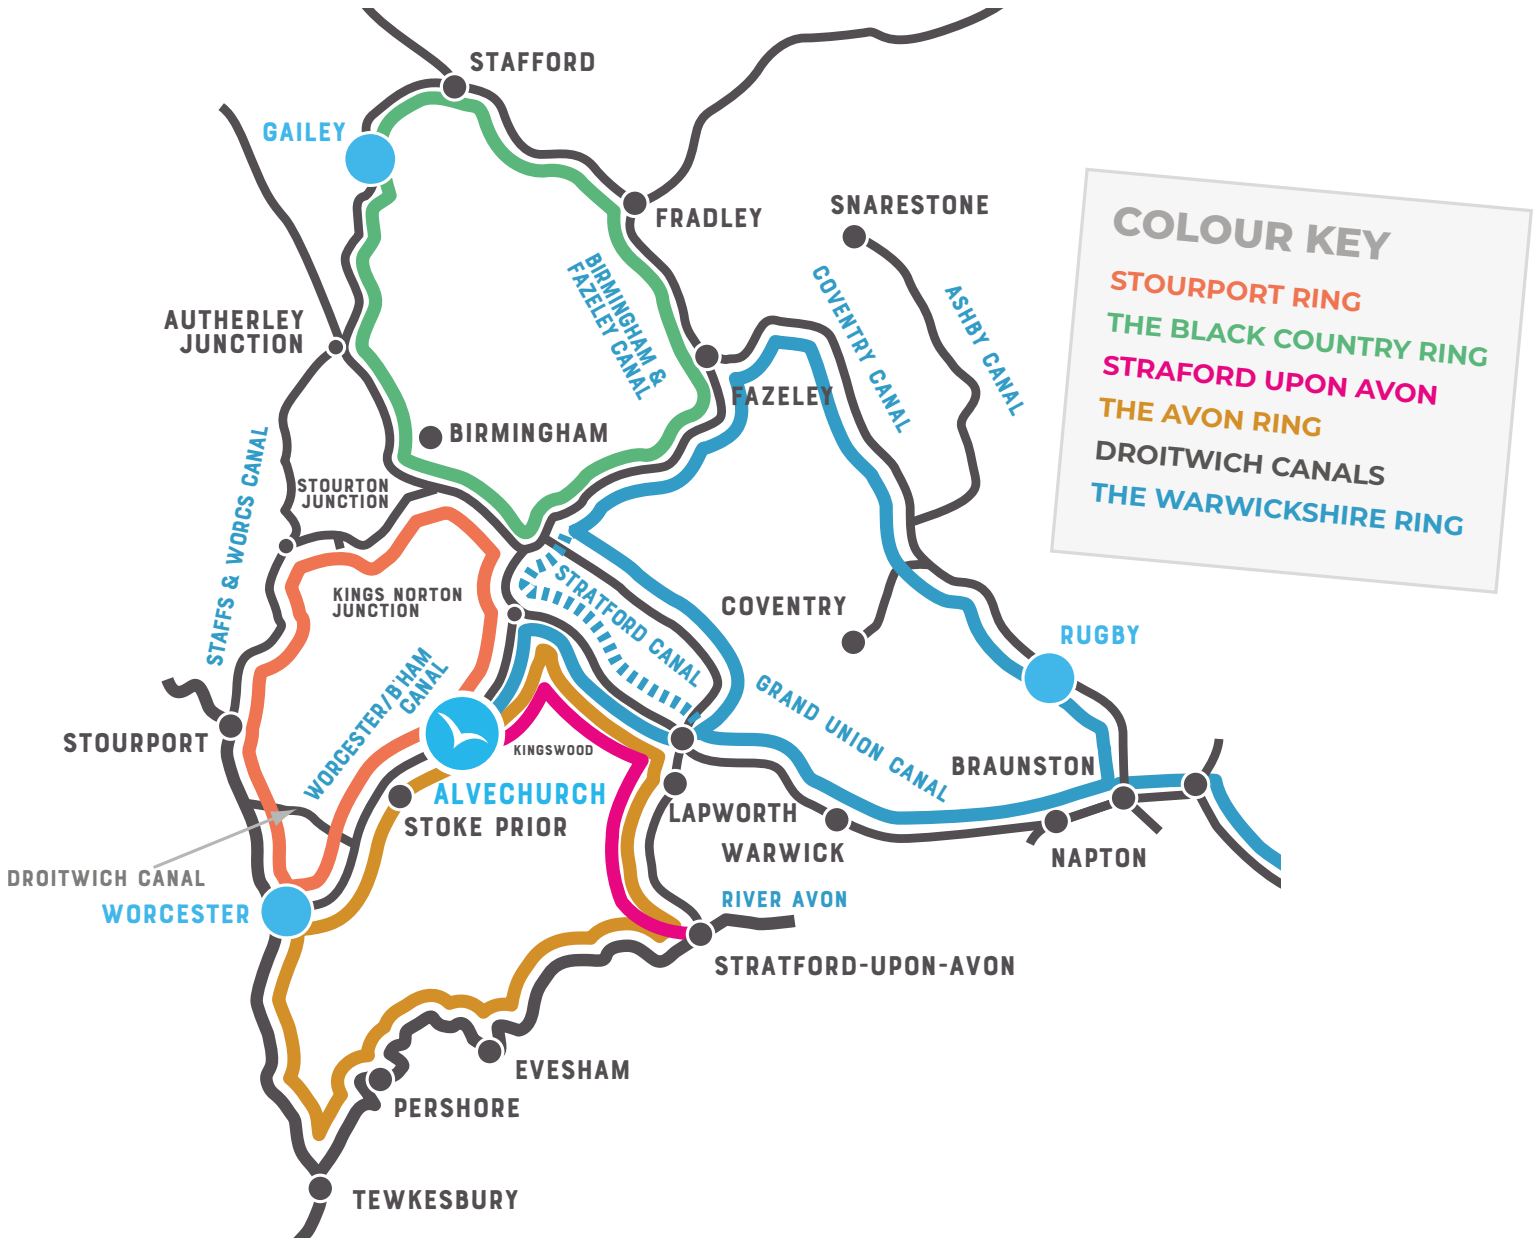 STAFFORD
GAILEY
FRADLEY
SNARESTONE
COLOUR KEY
STOURPORT RING
THE BLACK COUNTRY RING
STRAFORD UPON AVON
THE AVON RING
DROITWICH CANALS
THE WARWICKSHIRE RING
BIRMINGHAM &
FAZELEY CANAL
COVENTRY CANAL
ASHBY CANAL
AUTHERLEY
JUNCTION
FAZELEY
BIRMINGHAM
STAFFS & WORCS CANAL
STOURTON
JUNCTION
KINGS NORTON
JUNCTION
STRATFORD CANAL
COVENTRY
RUGBY
WORCESTER/B'HAM
CANAL
GRAND UNION CANAL
STOURPORT
KINGSWOOD
BRAUNSTON
ALVECHURCH
LAPWORTH
STOKE PRIOR
WARWICK
NAPTON
DROITWICH CANAL
WORCESTER
RIVER AVON
STRATFORD-UPON-AVON
EVESHAM
PERSHORE
TEWKESBURY